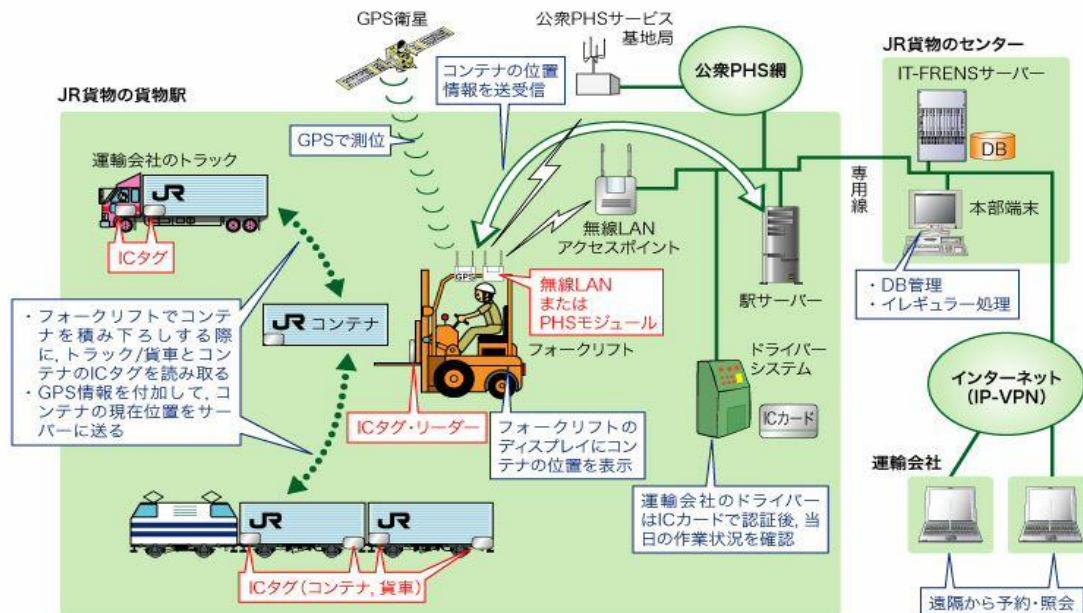 GPS衛星
公衆PHSサービス
基地局
公衆PHS網
JR貨物のセンター
IT-FRENSサーバー
DB
本部端末
・DB管理
・イレギュラー処理
専用線
コンテナの位置
情報を送受信
JR貨物の貨物駅
GPSで測位
運輸会社のトラック
JR
ICタグ
無線LAN
アクセスポイント
駅サーバー
GPS
無線LAN
または
PHSモジュール
フォークリフト
JR コンテナ
・フォークリフトでコンテ
ナを積み下ろしする際
に，トラック/貨車とコン
テナのICタグを読み取る
・GPS情報を付加して，コ
ンテナの現在位置をサー
バーに送る
ICタグ・リーダー
フォークリフトの
ディスプレイにコン
テナの位置を表示
ドライバー
システム
ICカード
運輸会社のドライバー
はICカードで認証後，当
日の作業状況を確認
インターネット
（IP-VPN）
運輸会社
遠隔から予約・照会
JR
JR
ICタグ（コンテナ，貨車）